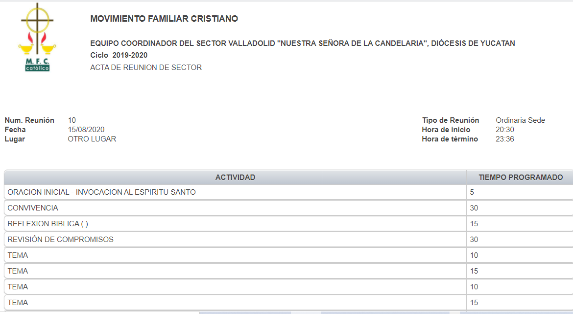 MOVIMIENTO FAMILIAR CRISTIANO
EQUIPO COORDINADOR DEL SECTOR VALLADOLID "NUESTRA SEÑORA DE LA CANDELARIA", DIÓCESIS DE YUCATAN
Ciclo 2019-2020
ACTA DE REUNION DE SECTOR
M. F. C.
católico
Num. Reunión 10 Tipo de Reunión Ordinaria Sede
Fecha 15/08/2020 Hora de inicio 20:30
Lugar OTRO LUGAR Hora de término 23:36
ACTIVIDAD TIEMPO PROGRAMADO
ORACION INICIAL INVOCACION AL ESPIRITU SANTO 5
CONVIVENCIA 30
REFLEXION BIBLICA (.) 15
REVISIÓN DE COMPROMISOS 30
TEMA 10
TEMA 15
TEMA 10
TEMA 15